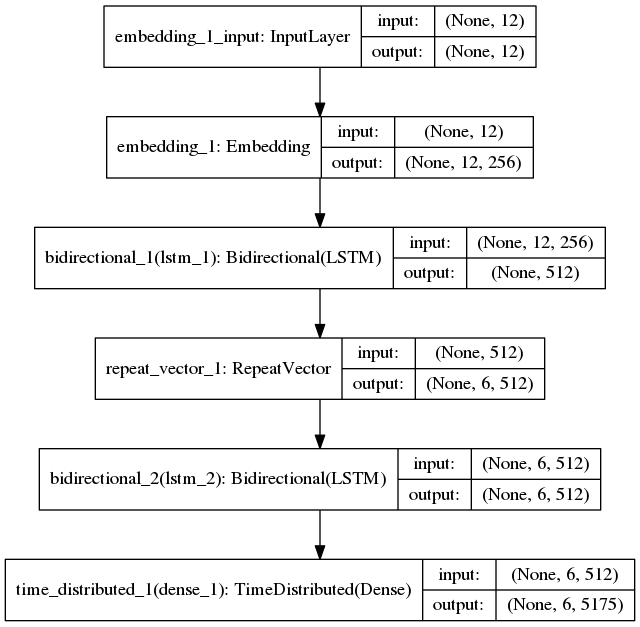 embedding_1_input: InputLayer
input: (None, 12)
output: (None, 12)
embedding_1: Embedding
input: (None, 12)
output: (None, 12, 256)
bidirectional_1(lstm_1): Bidirectional(LSTM)
input: (None, 12, 256)
output: (None, 512)
repeat_vector_1: RepeatVector
input: (None, 512)
output: (None, 6, 512)
bidirectional_2(lstm_2): Bidirectional(LSTM)
input: (None, 6, 512)
output: (None, 6, 512)
time_distributed_1(dense_1): TimeDistributed(Dense)
input: (None, 6, 512)
output: (None, 6, 5175)